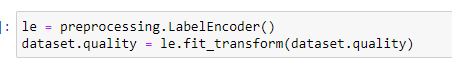 ]: le = preprocessing.LabelEncoder()
dataset.quality = le.fit_transform(dataset.quality)